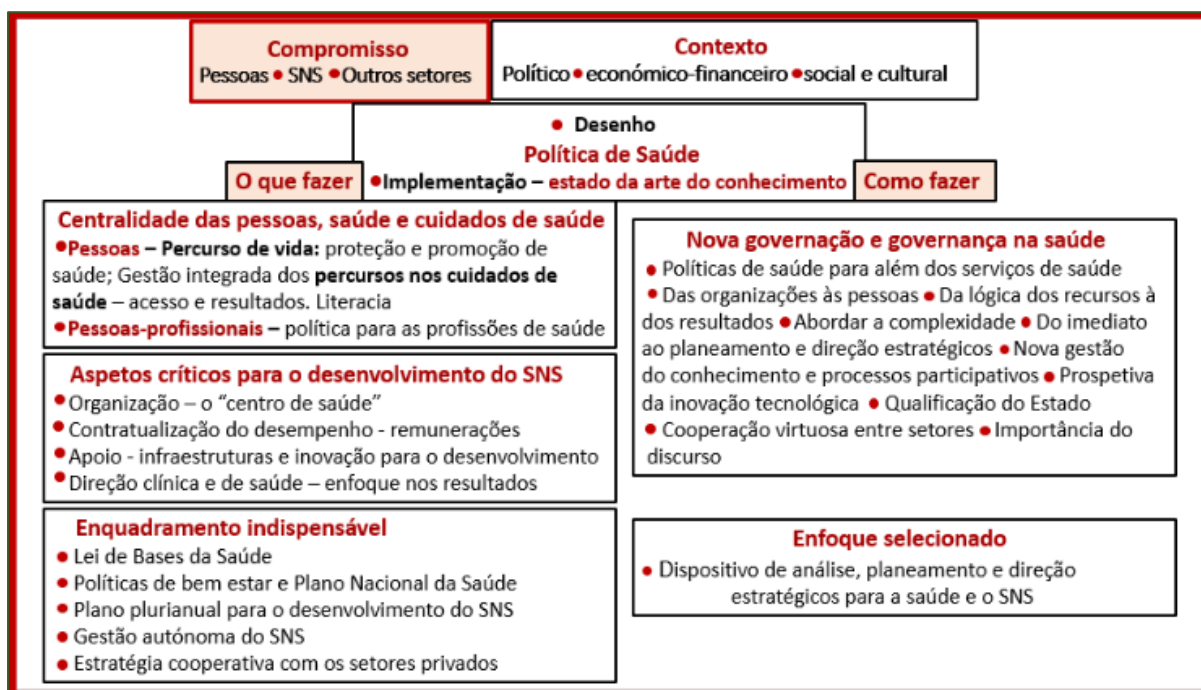 Compromisso
Pessoas • SNS • Outros setores
Contexto
Político • económico-financeiro • social e cultural
• Desenho
Política de Saúde
O que fazer
• Implementação – estado da arte do conhecimento
Como fazer
Centralidade das pessoas, saúde e cuidados de saúde
• Pessoas – Percurso de vida: proteção e promoção de
saúde; Gestão integrada dos percursos nos cuidados de
saúde – acesso e resultados. Literacia
• Pessoas-profissionais – política para as profissões de saúde
Aspetos críticos para o desenvolvimento do SNS
• Organização – o “centro de saúde”
• Contratualização do desempenho - remunerações
• Apoio - infraestruturas e inovação para o desenvolvimento
• Direção clínica e de saúde – enfoque nos resultados
Enquadramento indispensável
• Lei de Bases da Saúde
• Políticas de bem estar e Plano Nacional da Saúde
• Plano plurianual para o desenvolvimento do SNS
• Gestão autónoma do SNS
• Estratégia cooperativa com os setores privados
Nova governação e governança na saúde
• Políticas de saúde para além dos serviços de saúde
• Das organizações às pessoas • Da lógica dos recursos à
dos resultados • Abordar a complexidade • Do imediato
ao planeamento e direção estratégicos • Nova gestão
do conhecimento e processos participativos • Prospetiva
da inovação tecnológica • Qualificação do Estado
• Cooperação virtuosa entre setores • Importância do
discurso
Enfoque selecionado
• Dispositivo de análise, planeamento e direção
estratégicos para a saúde e o SNS